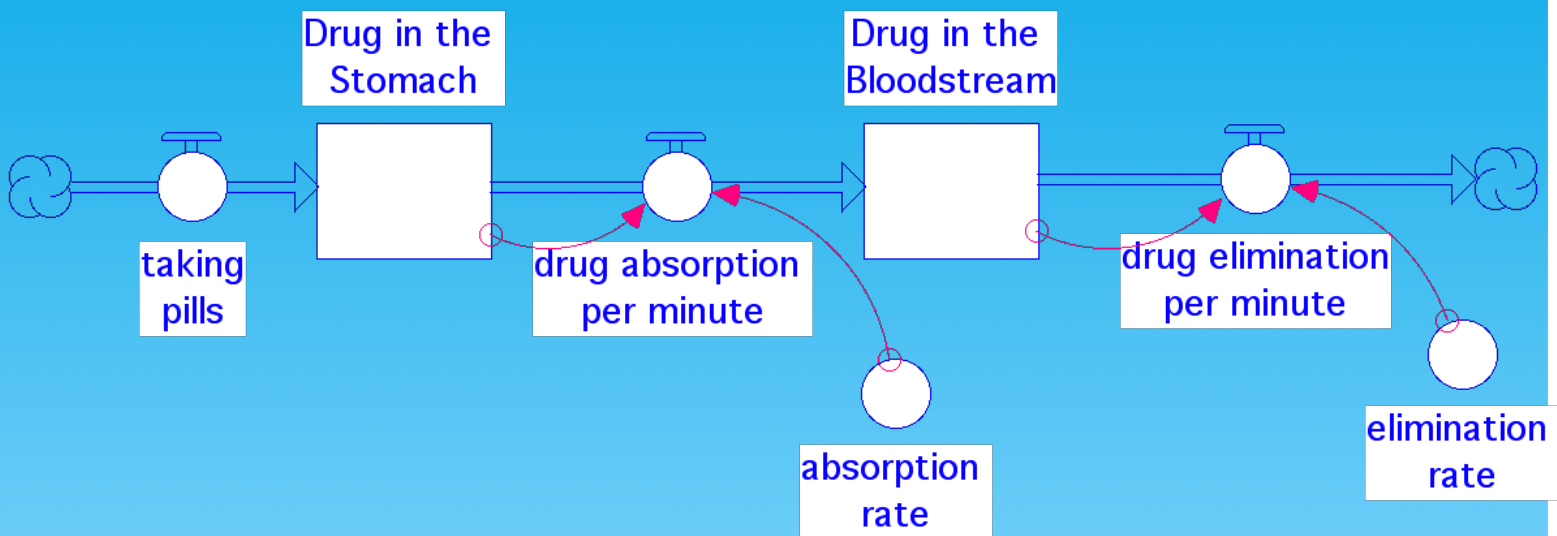 Drug in the
Stomach
Drug in the
Bloodstream
taking
pills
drug absorption
per minute
drug elimination
per minute
absorption
rate
elimination
rate